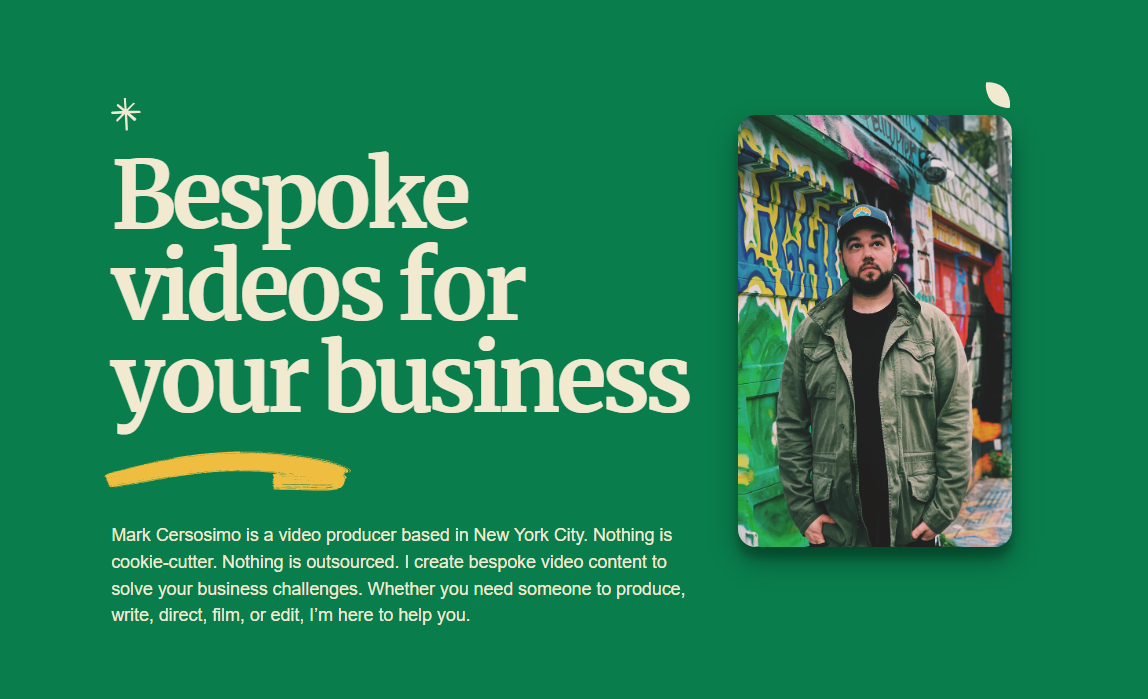 Bespoke
videos for
your business
Mark Cersosimo is a video producer based in New York City. Nothing is
cookie-cutter. Nothing is outsourced. I create bespoke video content to
solve your business challenges. Whether you need someone to produce,
write, direct, film, or edit, I’m here to help you.